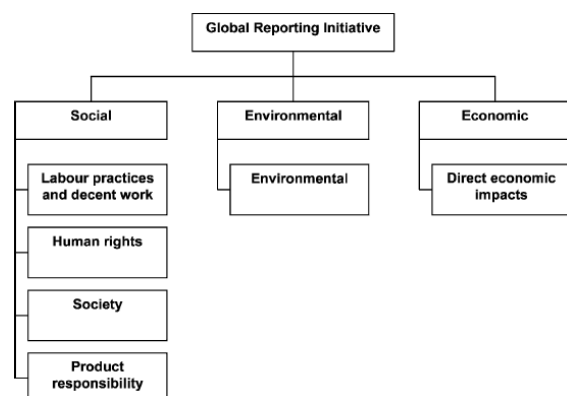 Global Reporting Initiative
Social
Environmental
Economic
Labour practices
and decent work
Environmental
Direct economic
impacts
Human rights
Society
Product
responsibility